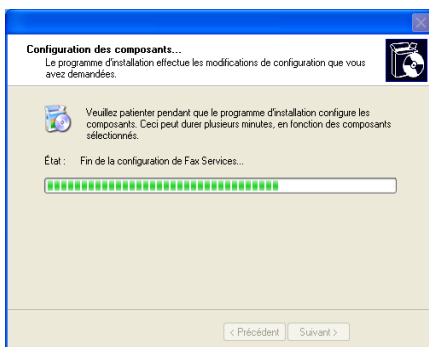 Configuration des composants...
Le programme d'installation effectue les modifications de configuration que vous
avez demandées.
Veuillez patienter pendant que le programme d'installation configure les
composants. Ceci peut durer plusieurs minutes, en fonction des composants
sélectionnés.
État : Fin de la configuration de Fax Services...
< Précédent Suivant >